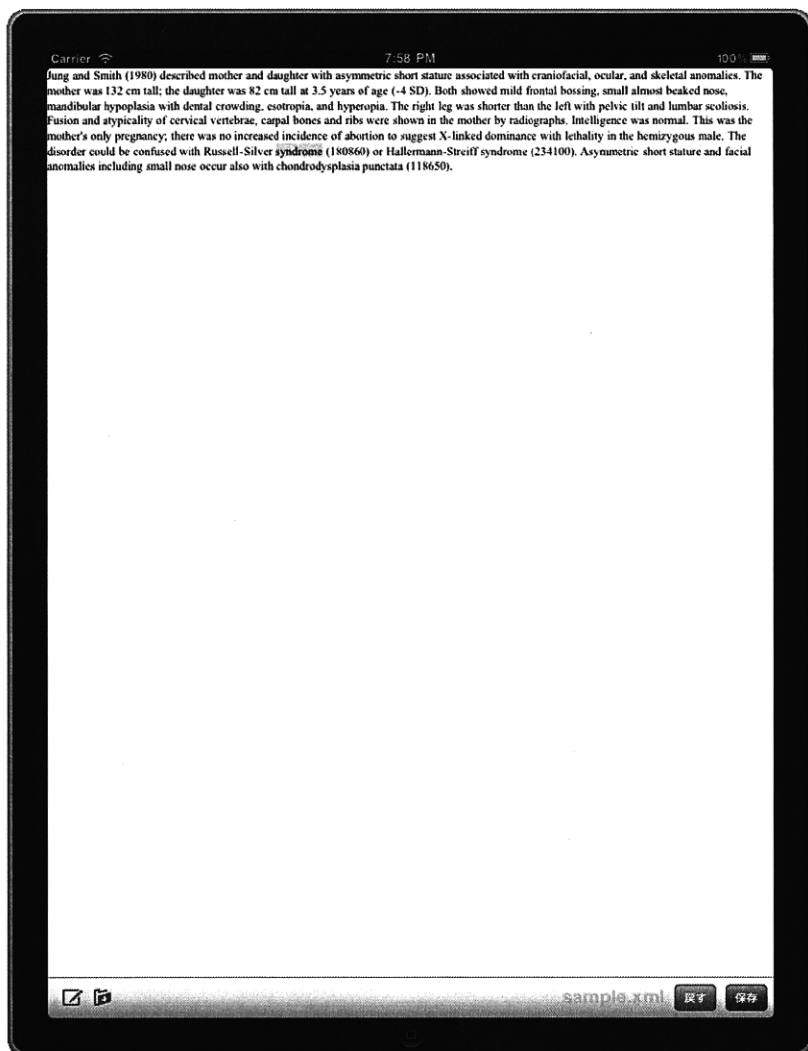 Carrier
7:58 PM
100%
Jung and Smith (1980) described mother and daughter with asymmetric short stature associated with craniofacial, ocular, and skeletal anomalies. The
mother was 132 cm tall; the daughter was 82 cm tall at 3.5 years of age (-4 SD). Both showed mild frontal bossing, small almost beaked nose,
mandibular hypoplasia with dental crowding, esotropia, and hyperopia. The right leg was shorter than the left with pelvic tilt and lumbar scoliosis.
Fusion and atypicality of cervical vertebrae, carpal bones and ribs were shown in the mother by radiographs. Intelligence was normal. This was the
mother's only pregnancy; there was no increased incidence of abortion to suggest X-linked dominance with lethality in the hemizygous male. The
disorder could be confused with Russell-Silver syndrome (180860) or Hallermann-Streiff syndrome (234100). Asymmetric short stature and facial
anomalies including small nose occur also with chondrodysplasia punctata (118650).
sample.xml
戻す
保存